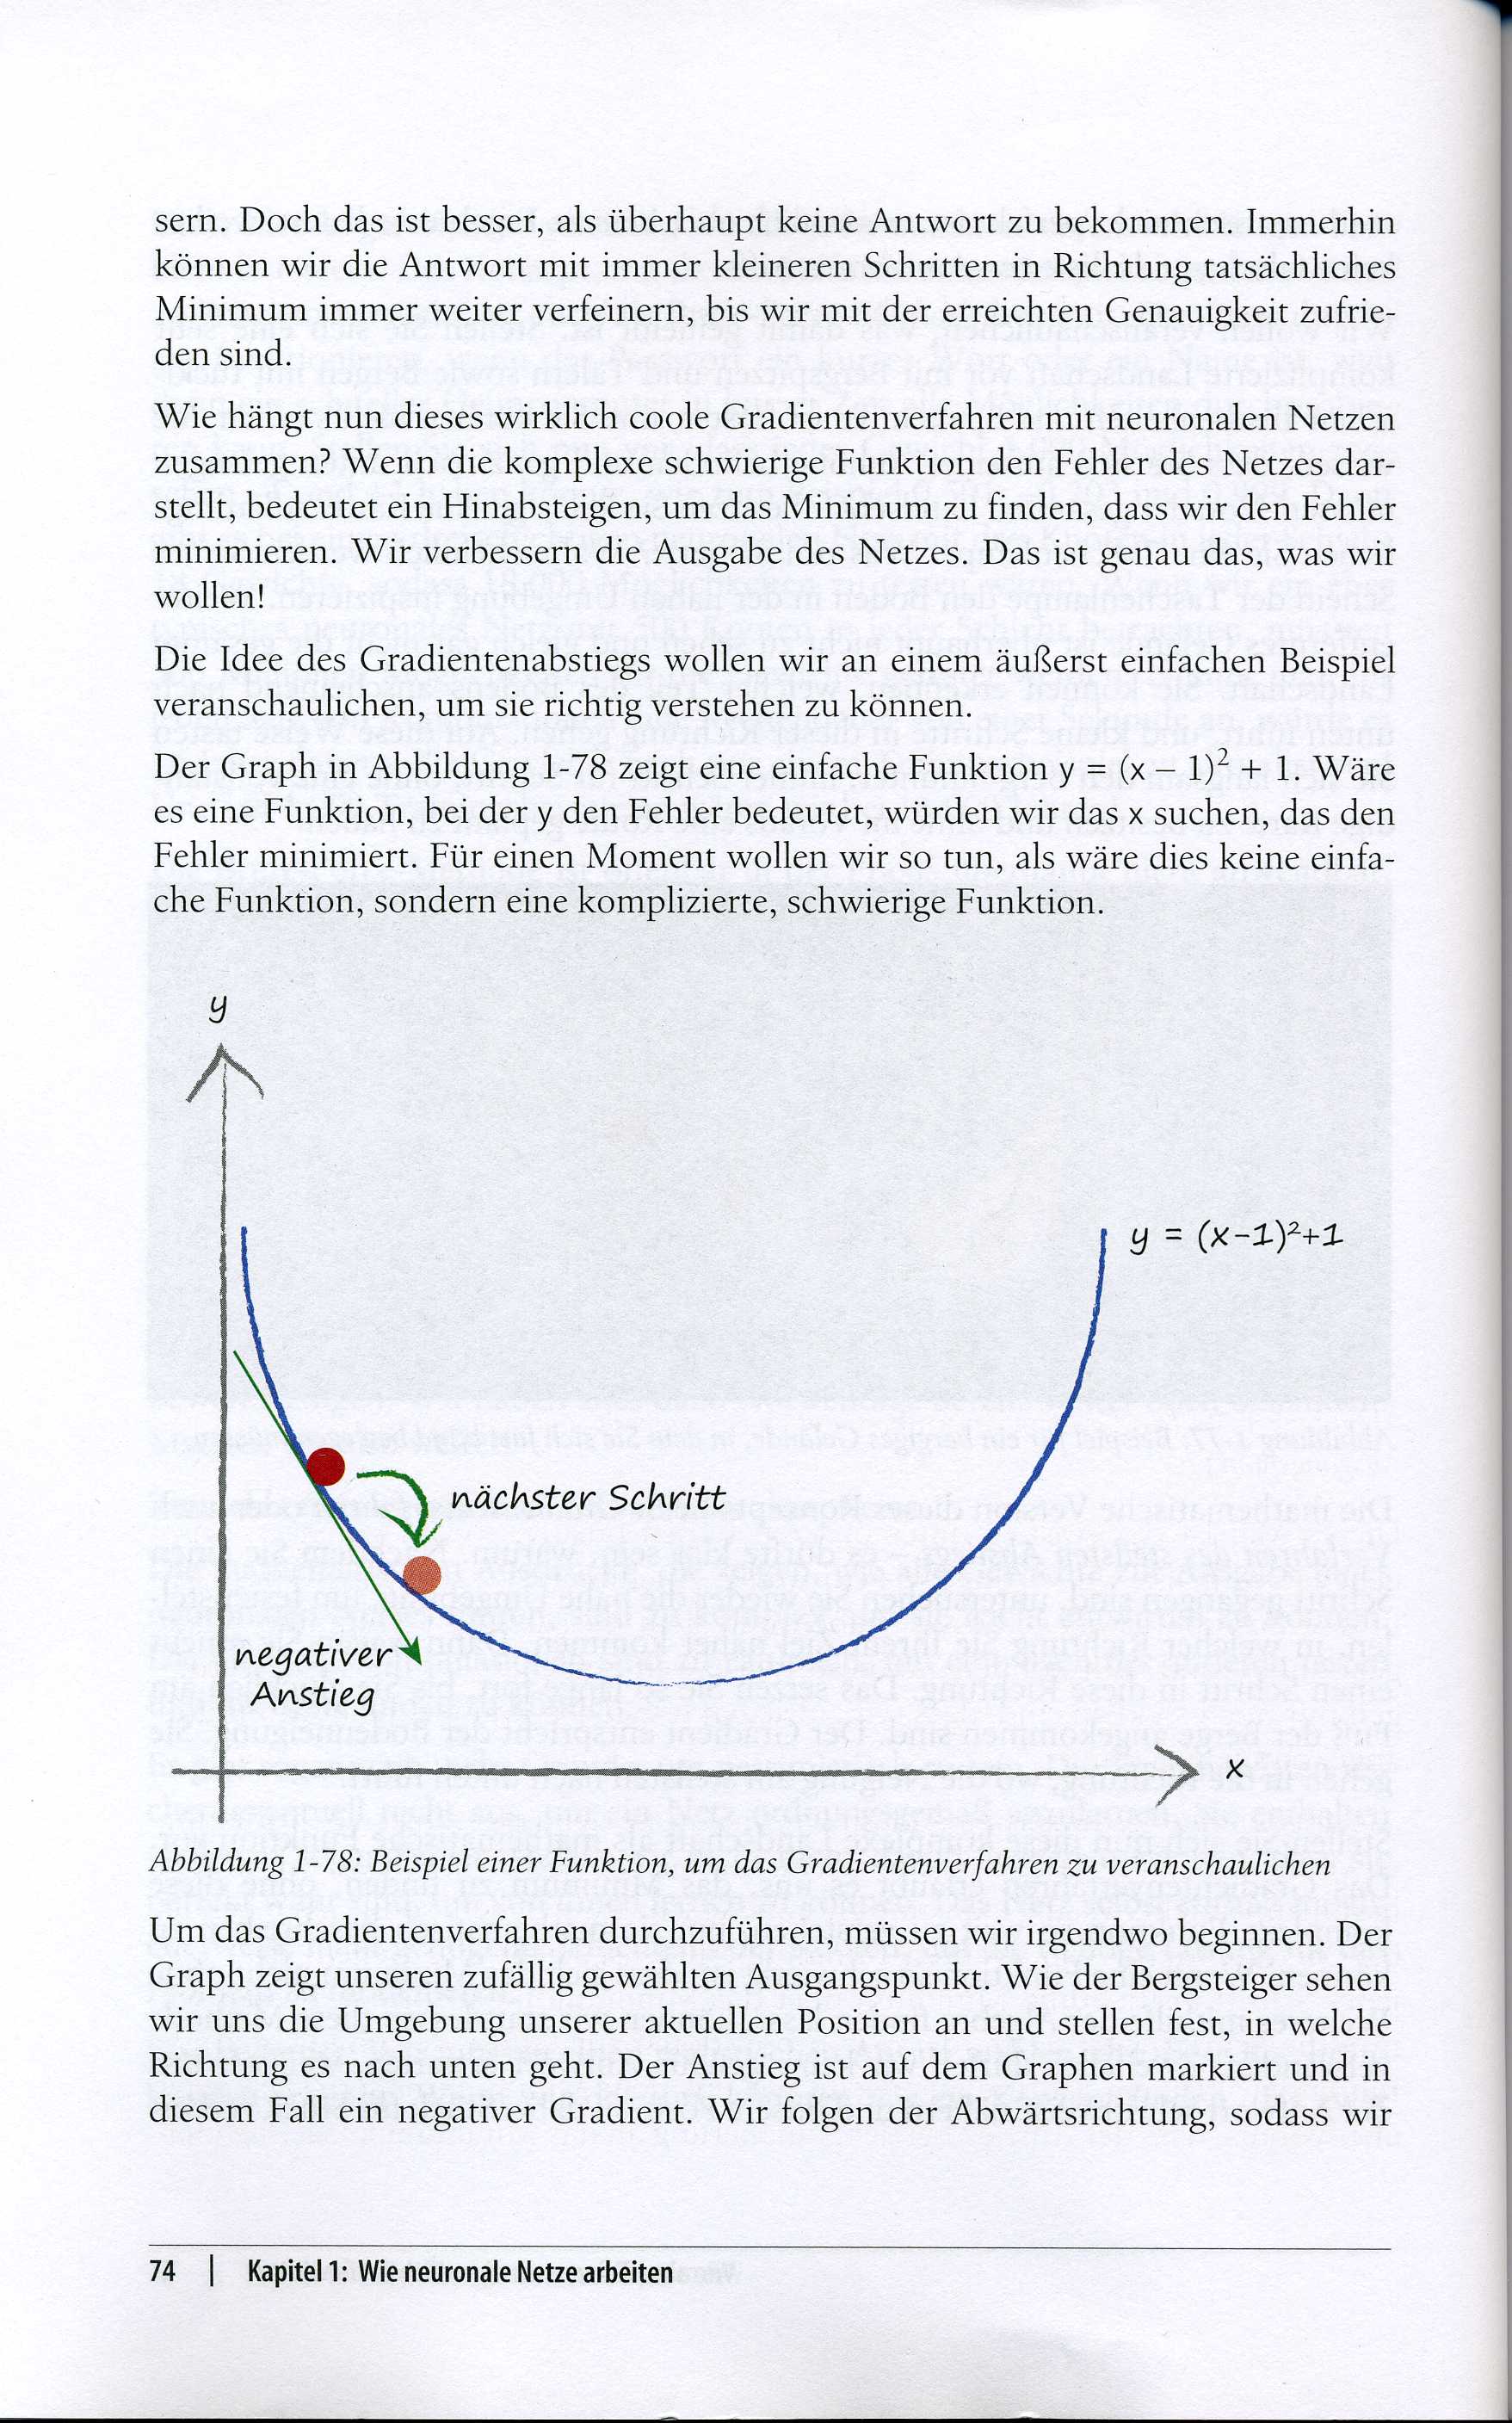 sern. Doch das ist besser, als überhaupt keine Antwort zu bekommen. Immerhin
können wir die Antwort mit immer kleineren Schritten in Richtung tatsächliches
Minimum immer weiter verfeinern, bis wir mit der erreichten Genauigkeit zufrie-
den sind.
Wie hängt nun dieses wirklich coole Gradientenverfahren mit neuronalen Netzen
zusammen? Wenn die komplexe schwierige Funktion den Fehler des Netzes dar-
stellt, bedeutet ein Hinabsteigen, um das Minimum zu finden, dass wir den Fehler
minimieren. Wir verbessern die Ausgabe des Netzes. Das ist genau das, was wir
wollen!
Die Idee des Gradientenabstiegs wollen wir an einem äußerst einfachen Beispiel
veranschaulichen, um sie richtig verstehen zu können.
Der Graph in Abbildung 1-78 zeigt eine einfache Funktion y = (x – 1)² + 1. Wäre
es eine Funktion, bei der y den Fehler bedeutet, würden wir das x suchen, das den
Fehler minimiert. Für einen Moment wollen wir so tun, als wäre dies keine einfa-
che Funktion, sondern eine komplizierte, schwierige Funktion.
y
y = (x-1)²+1
nächster Schritt
negativer
Anstieg
x
Abbildung 1-78: Beispiel einer Funktion, um das Gradientenverfahren zu veranschaulichen
Um das Gradientenverfahren durchzuführen, müssen wir irgendwo beginnen. Der
Graph zeigt unseren zufällig gewählten Ausgangspunkt. Wie der Bergsteiger sehen
wir uns die Umgebung unserer aktuellen Position an und stellen fest, in welche
Richtung es nach unten geht. Der Anstieg ist auf dem Graphen markiert und in
diesem Fall ein negativer Gradient. Wir folgen der Abwärtsrichtung, sodass wir
74 | Kapitel 1: Wie neuronale Netze arbeiten